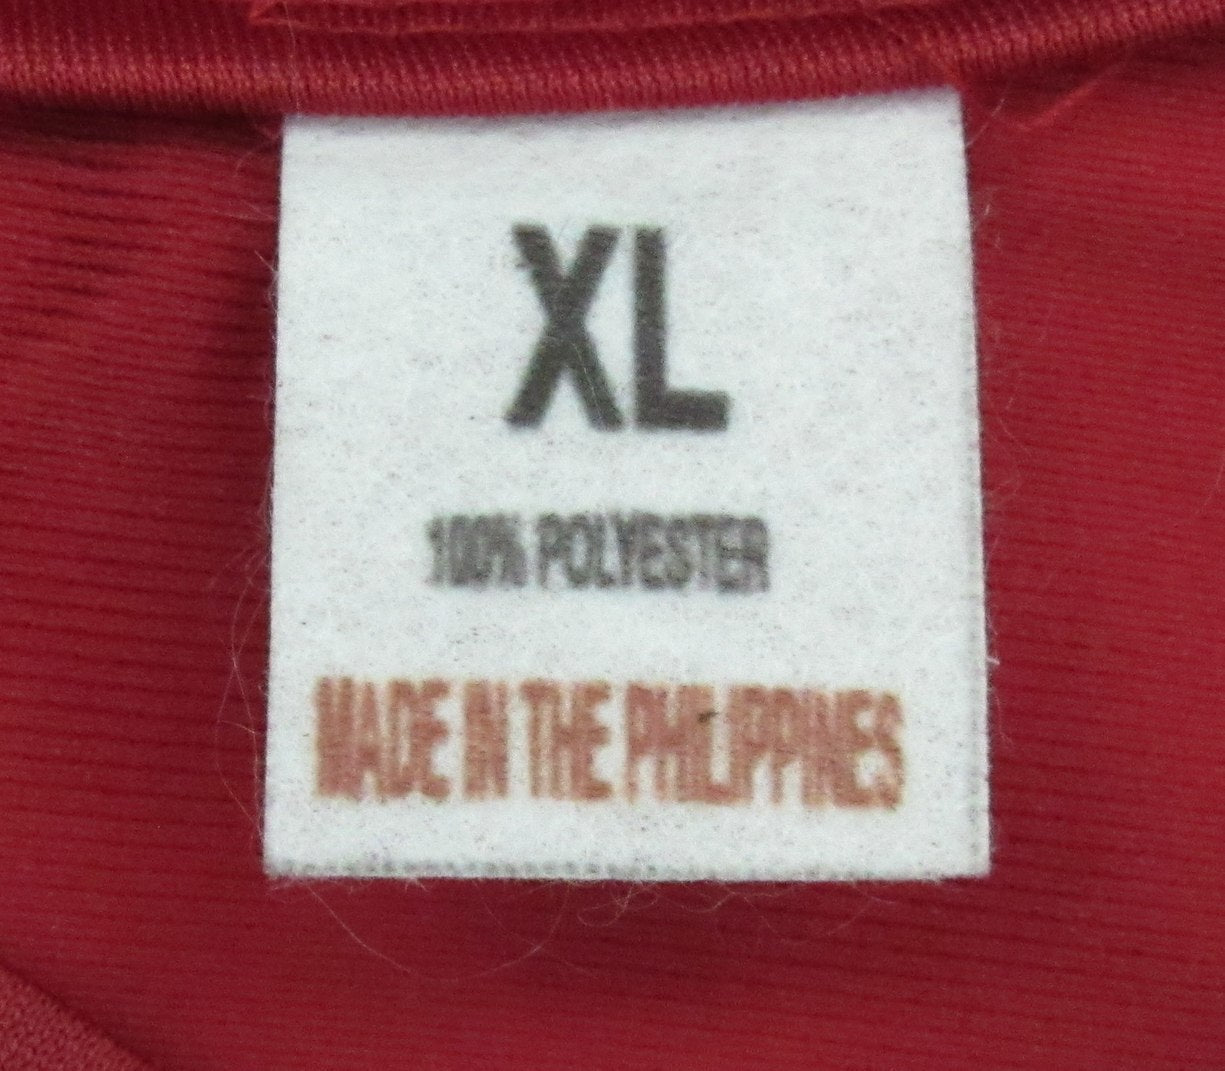 XL
100% POLYESTER
MADE IN THE PHILIPPINES